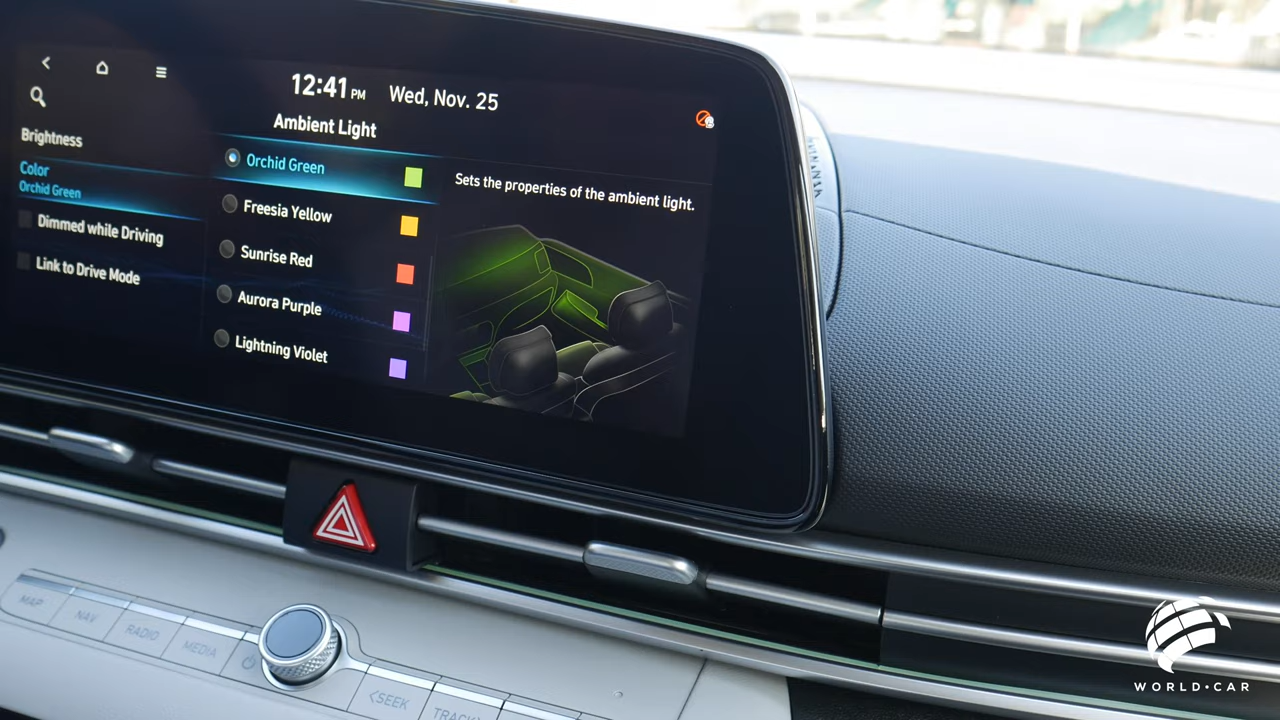 12:41 PM Wed, Nov. 25
Ambient Light
Brightness
Color
Orchid Green
Dimmed while Driving
Link to Drive Mode
Orchid Green
Freesia Yellow
Sunrise Red
Aurora Purple
Lightning Violet
Sets the properties of the ambient light.
MAP
NAV
RADIO
MEDIA
<SEEK
TRACK
WORLD·CAR